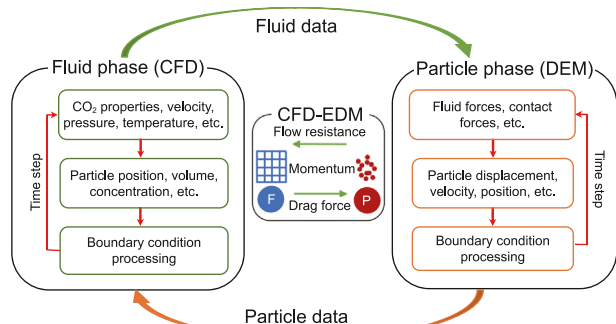 Fluid data
Fluid phase (CFD)
CO₂ properties, velocity,
pressure, temperature, etc.
Particle position, volume,
concentration, etc.
Boundary condition
processing
Time step
CFD-EDM
Flow resistance
Momentum
F
P
Drag force
Particle phase (DEM)
Fluid forces, contact
forces, etc.
Particle displacement,
velocity, position, etc.
Boundary condition
processing
Time step
Particle data